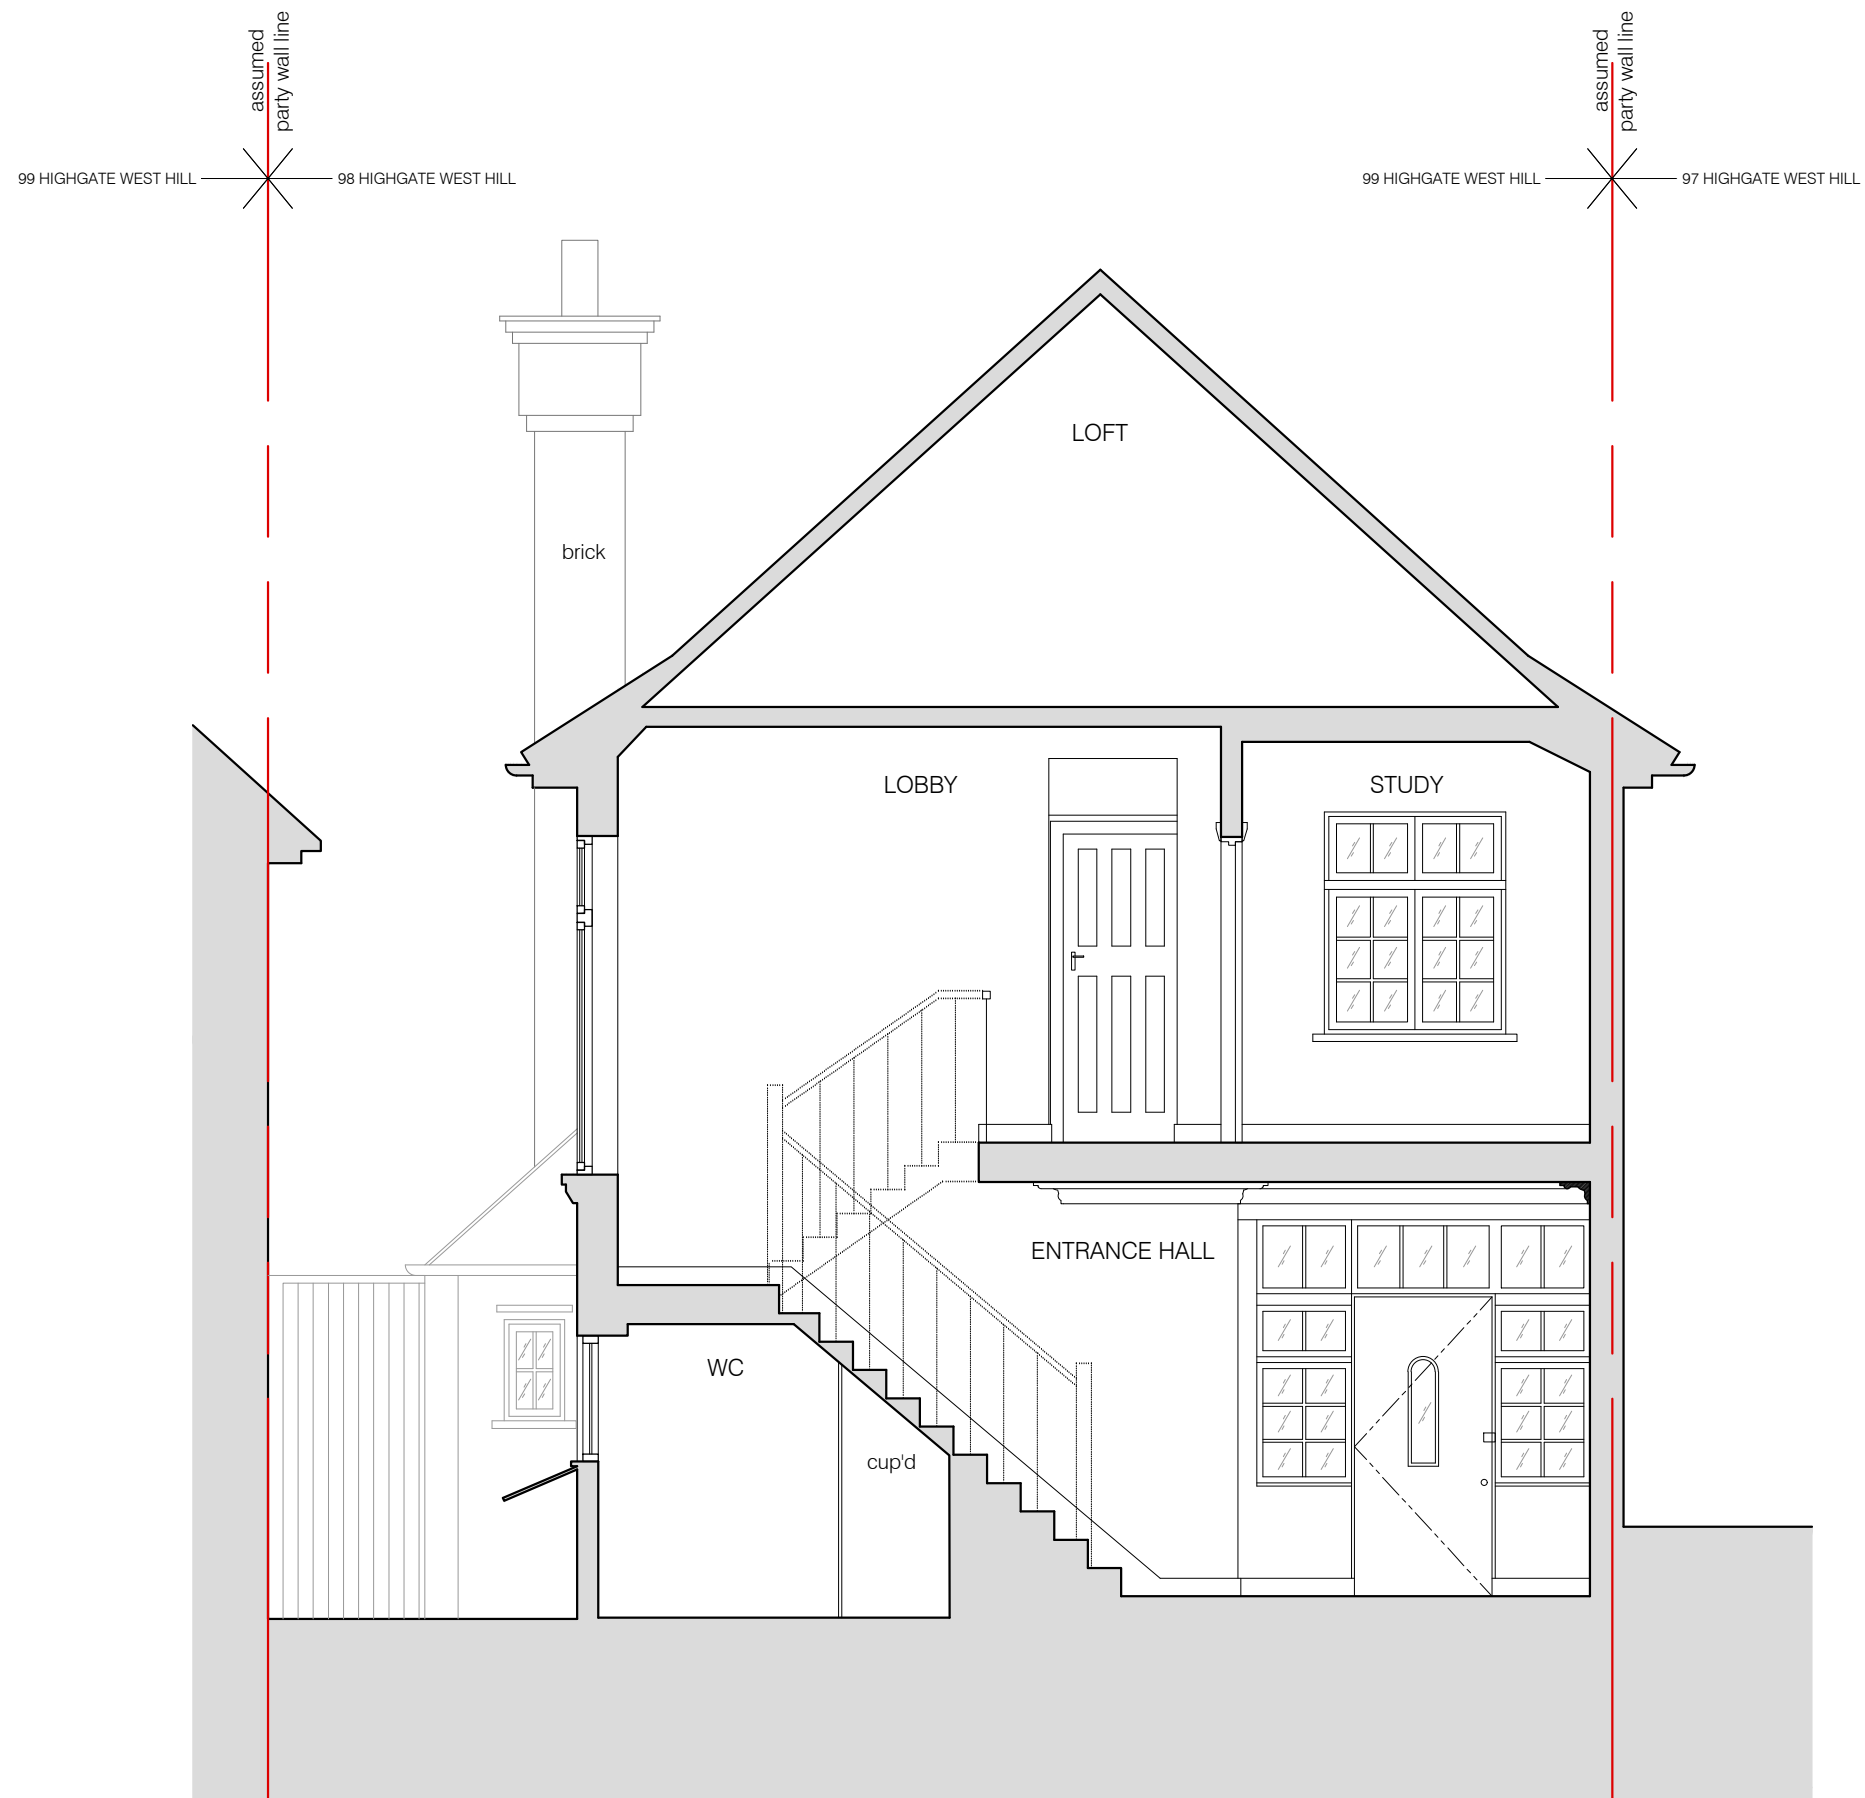 assumed
party wall line
assumed
party wall line
99 HIGHGATE WEST HILL
98 HIGHGATE WEST HILL
99 HIGHGATE WEST HILL
97 HIGHGATE WEST HILL
LOFT
brick
LOBBY
STUDY
ENTRANCE HALL
WC
cup'd